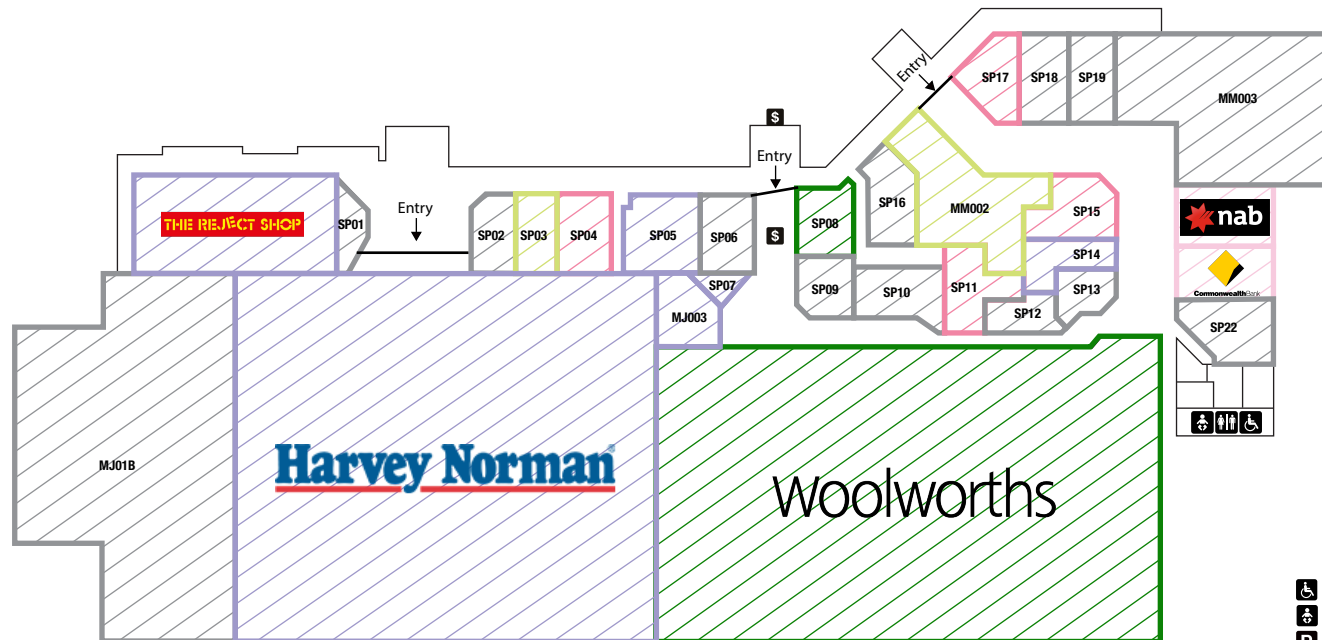 Entry
SP17
SP18
SP19
MM003
$
Entry
SP16
MM002
SP15
nab
THE REJECT SHOP
SP01
Entry
SP02
SP03
SP04
SP05
SP06
$
SP08
SP14
SP07
SP09
SP10
SP11
SP12
SP13
CommonwealthBank
MJ003
SP22
MJ01B
Harvey Norman
Woolworths